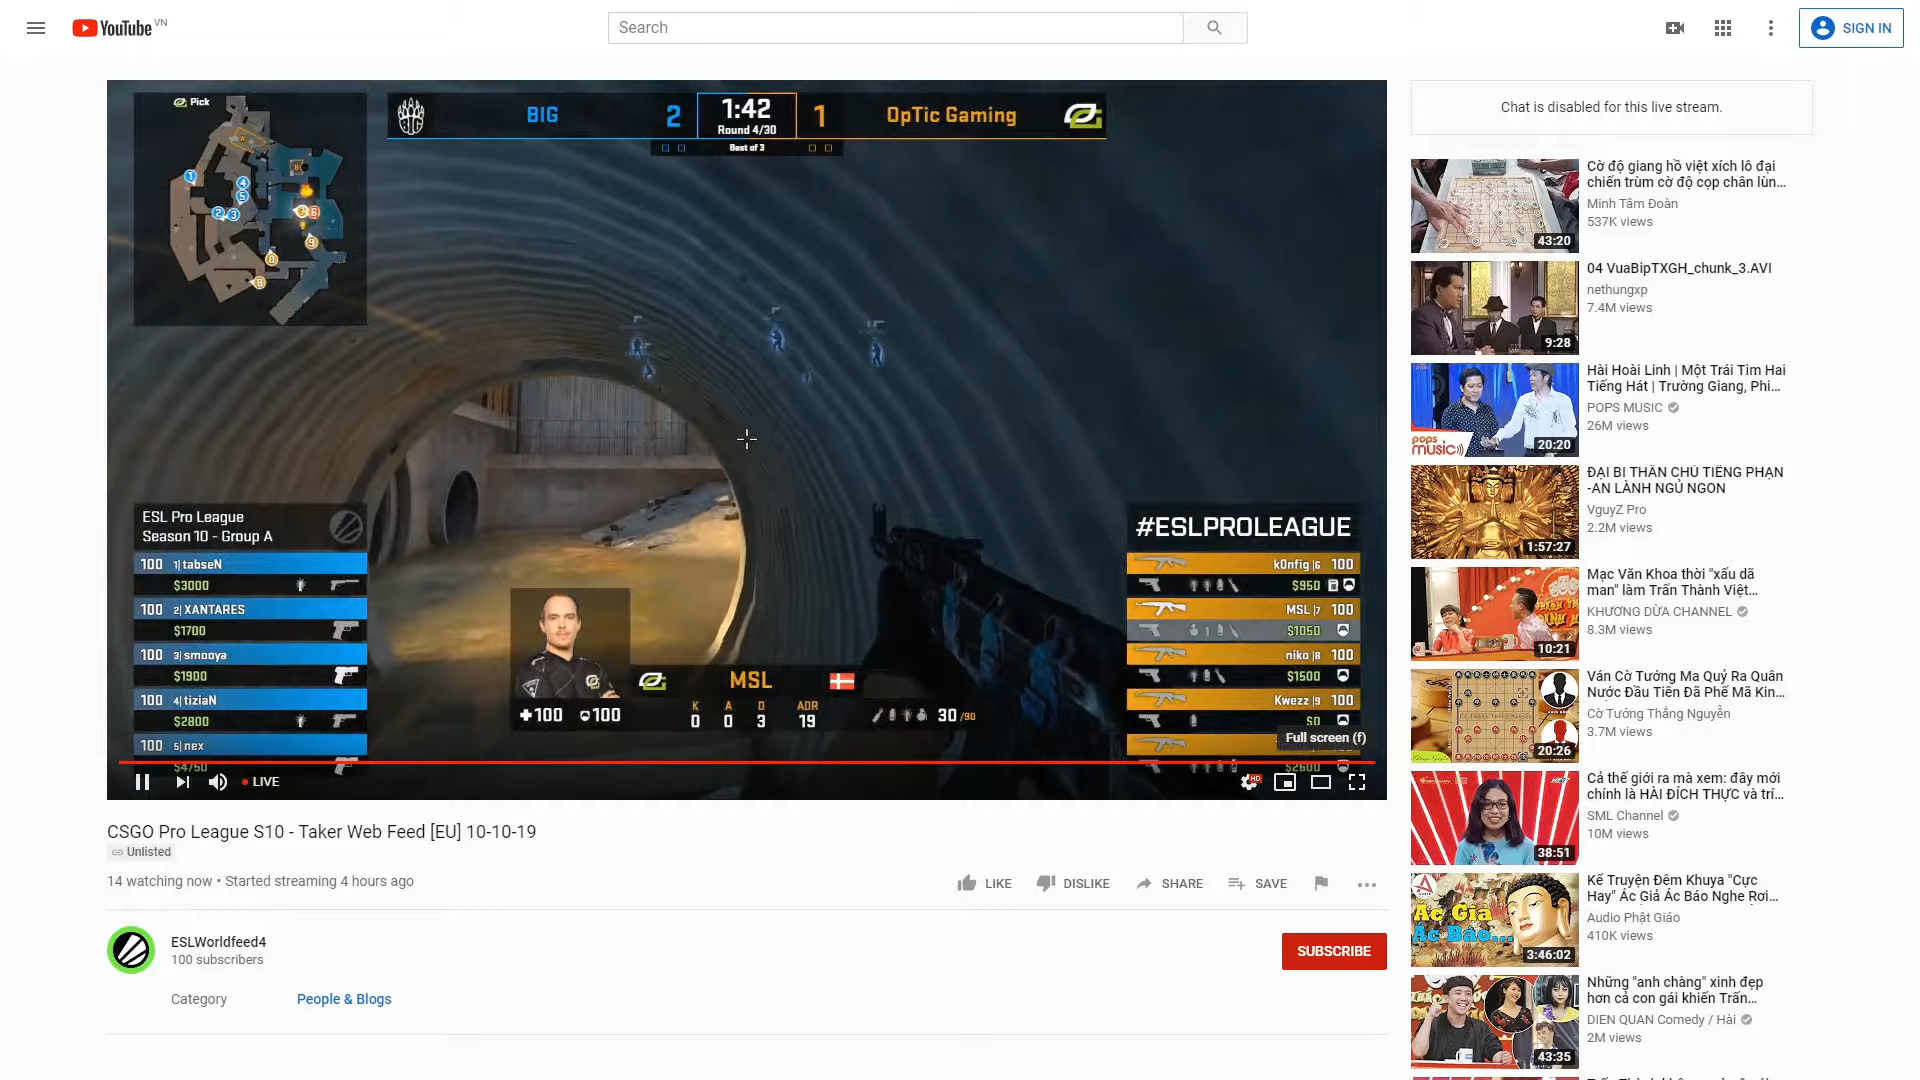 YouTube VN
Search
SIGN IN
Pick
BIG 2 1:42 1 OpTic Gaming
Round 4/30
Best of 3
ESL Pro League
Season 10 - Group A
100 1| tabseN
$3000
100 2| XANTARES
$1700
100 3| smooya
$1900
100 4| tiziaN
$2800
100 5| nex
$4750
MSL
K A D ADR
0 0 3 19
100 100
30 /90
#ESLPROLEAGUE
k0nfig |6 100
$950
MSL |7 100
$1050
niko |8 100
$1500
Kwezz |9 100
$0
Full screen (f)
$2600
LIVE
HD
CSGO Pro League S10 - Taker Web Feed [EU] 10-10-19
Unlisted
14 watching now • Started streaming 4 hours ago
LIKE DISLIKE SHARE SAVE
ESLWorldfeed4
100 subscribers
SUBSCRIBE
Category People & Blogs
Chat is disabled for this live stream.
Cờ độ giang hồ việt xích lô đại
chiến trùm cờ độ cọp chân lùn...
Minh Tâm Đoàn
537K views
43:20
04 VuaBipTXGH_chunk_3.AVI
nethungxp
7.4M views
9:28
Hài Hoài Linh | Một Trái Tim Hai
Tiếng Hát | Trường Giang, Phi...
POPS MUSIC
26M views
pops
music
20:20
ĐẠI BI THẦN CHÚ TIẾNG PHẠN
-AN LÀNH NGỦ NGON
VguyZ Pro
2.2M views
1:57:27
Mạc Văn Khoa thời "xấu dã
man" làm Trấn Thành Việt...
KHƯƠNG DỪA CHANNEL
8.3M views
10:21
Ván Cờ Tướng Ma Quỷ Ra Quân
Nước Đầu Tiên Đã Phế Mã Kin...
Cờ Tướng Thăng Nguyễn
3.7M views
20:26
Cả thế giới ra mà xem: đây mới
chính là HÀI ĐÍCH THỰC và trí...
SML Channel
10M views
38:51
Kể Truyện Đêm Khuya "Cực
Hay" Ác Giả Ác Báo Nghe Rơi...
Audio Phật Giáo
410K views
Ác Giả
Ác Báo...
3:46:02
Những "anh chàng" xinh đẹp
hơn cả con gái khiến Trấn...
DIEN QUAN Comedy / Hài
2M views
43:35